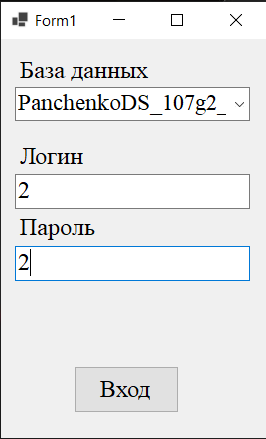 Form1
База данных
PanchenkoDS_107g2_
Логин
2
Пароль
2
Вход